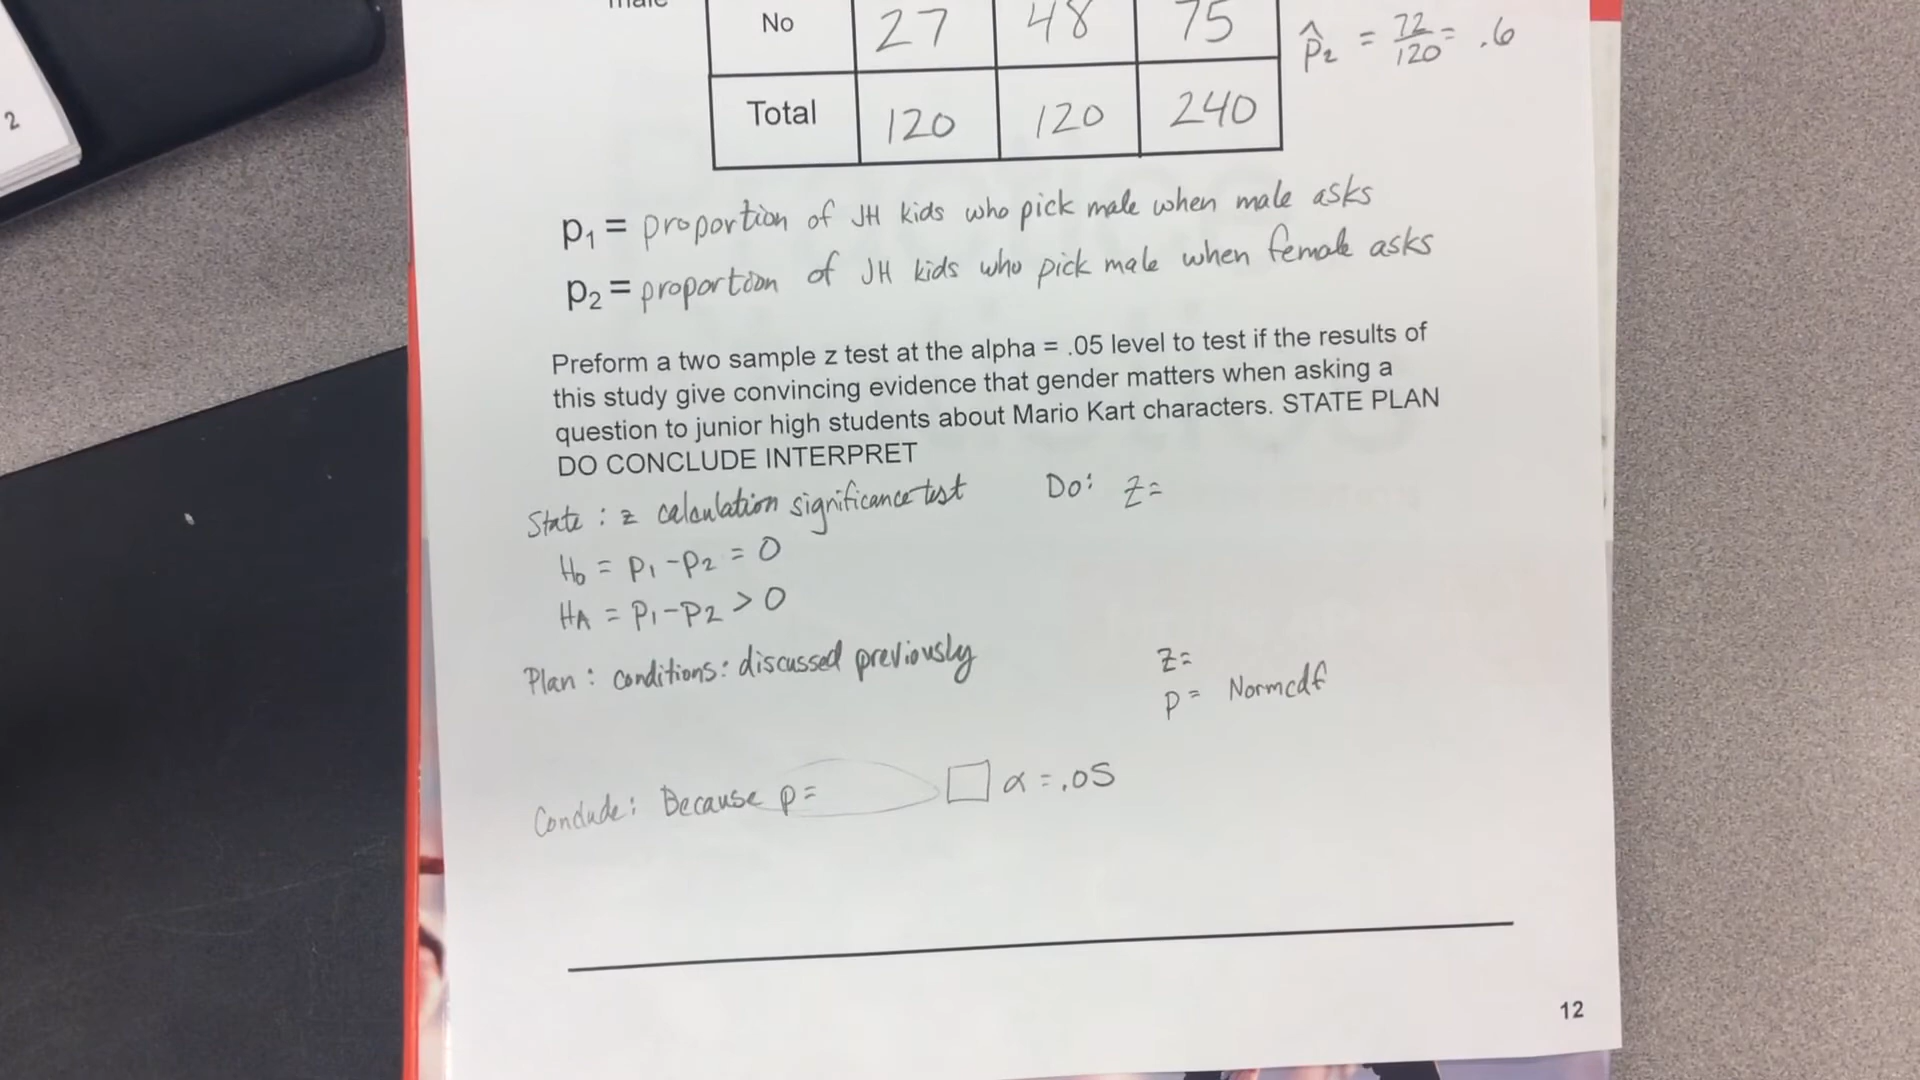 male
No 27 48 75
p̂2 = 72/120 = .6
Total 120 120 240
2
p1 = proportion of JH kids who pick male when male asks
p2 = proportion of JH kids who pick male when female asks
Preform a two sample z test at the alpha = .05 level to test if the results of
this study give convincing evidence that gender matters when asking a
question to junior high students about Mario Kart characters. STATE PLAN
DO CONCLUDE INTERPRET
State : z calculation significance test
Do: Z=
H0 = P1 - P2 = 0
HA = P1 - P2 > 0
Plan : conditions: discussed previously
Z=
P= Normcdf
Conclude: Because p= □ α = .05
12